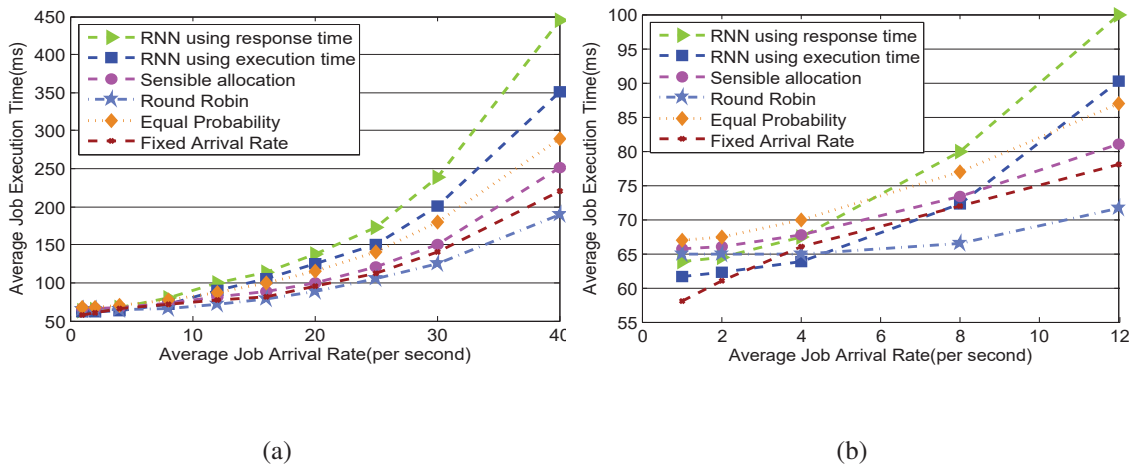 450
400
350
300
250
200
150
100
50
0
10
20
30
40
Average Job Execution Time(ms)
Average Job Arrival Rate(per second)
RNN using response time
RNN using execution time
Sensible allocation
Round Robin
Equal Probability
Fixed Arrival Rate
(a)
100
95
90
85
80
75
70
65
60
55
0
2
4
6
8
10
12
Average Job Execution Time(ms)
Average Job Arrival Rate(per second)
RNN using response time
RNN using execution time
Sensible allocation
Round Robin
Equal Probability
Fixed Arrival Rate
(b)